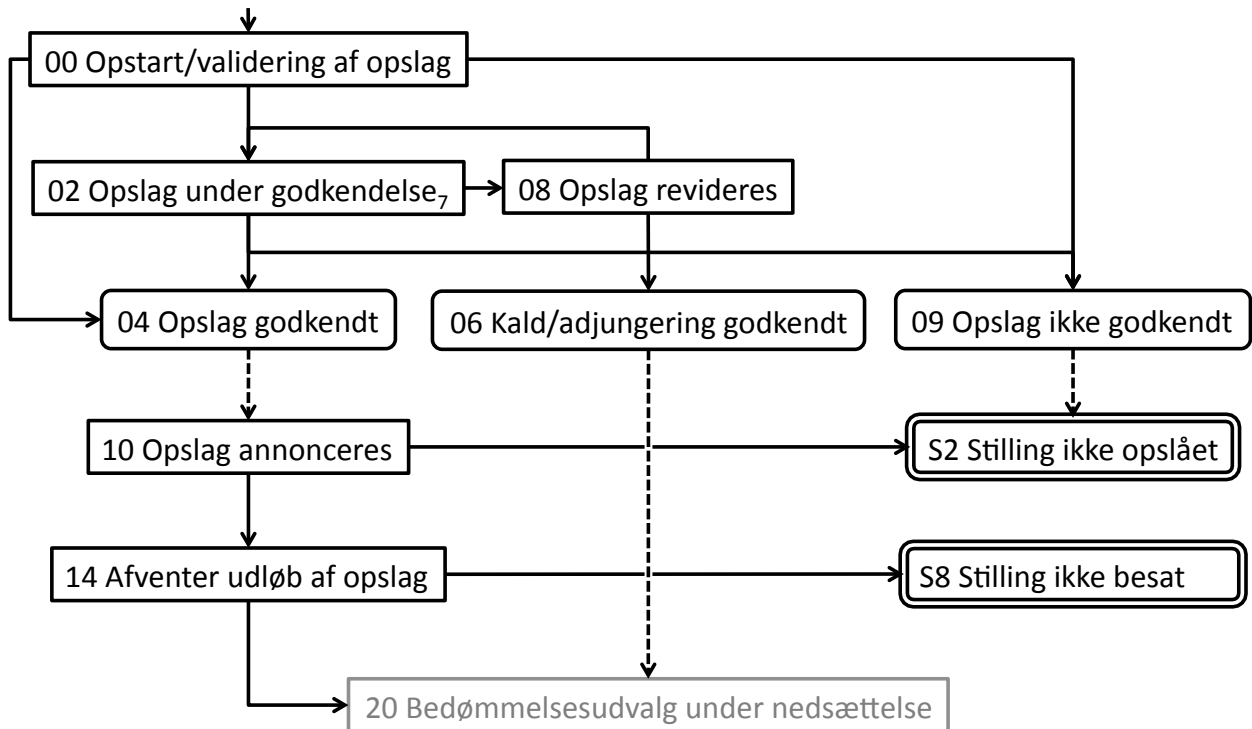 00 Opstart/validering af opslag
02 Opslag under godkendelse₇
08 Opslag revideres
04 Opslag godkendt
06 Kald/adjungering godkendt
09 Opslag ikke godkendt
10 Opslag annonceres
S2 Stilling ikke opslået
14 Afventer udløb af opslag
S8 Stilling ikke besat
20 Bedømmelsesudvalg under nedsættelse